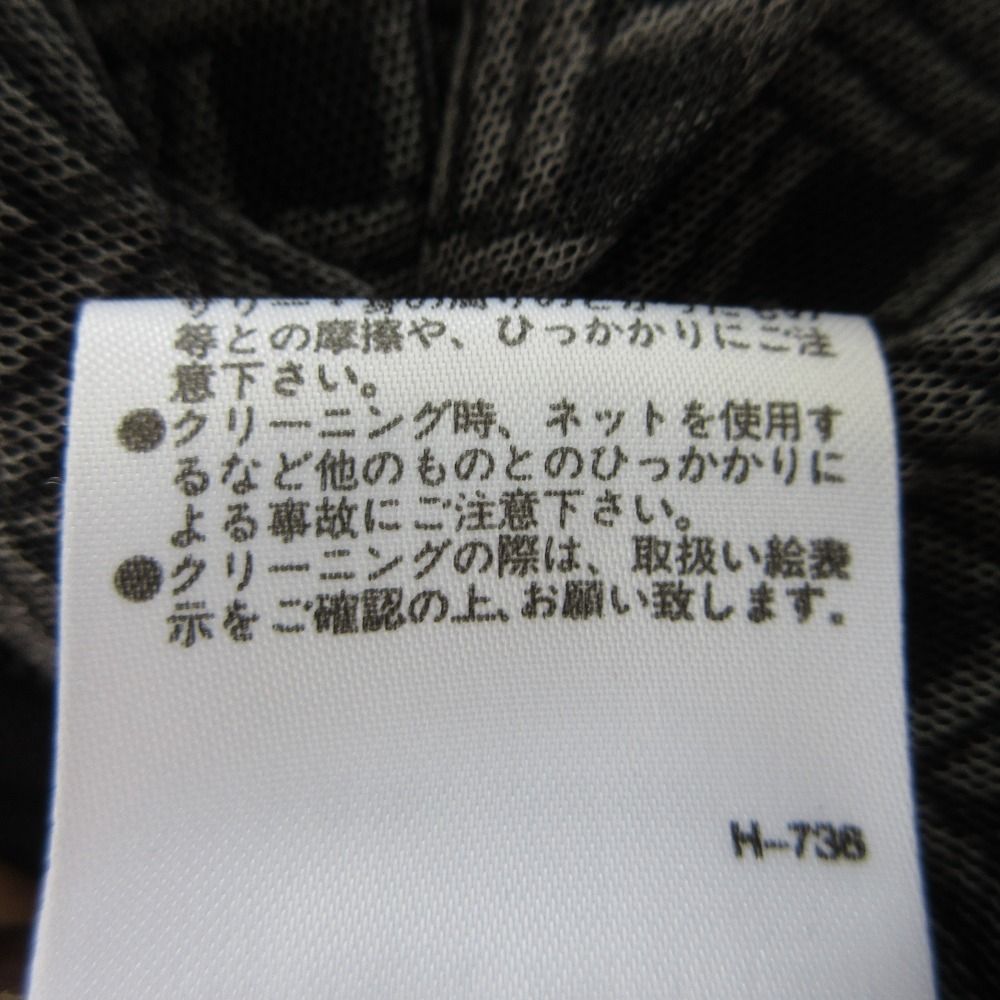 等との摩擦や、ひっかかりにご注
意下さい。
●クリーニング時、ネットを使用す
るなど他のものとのひっかかりに
よる事故にご注意下さい。
●クリーニングの際は、取扱い絵表
示をご確認の上、お願い致します。
H-736